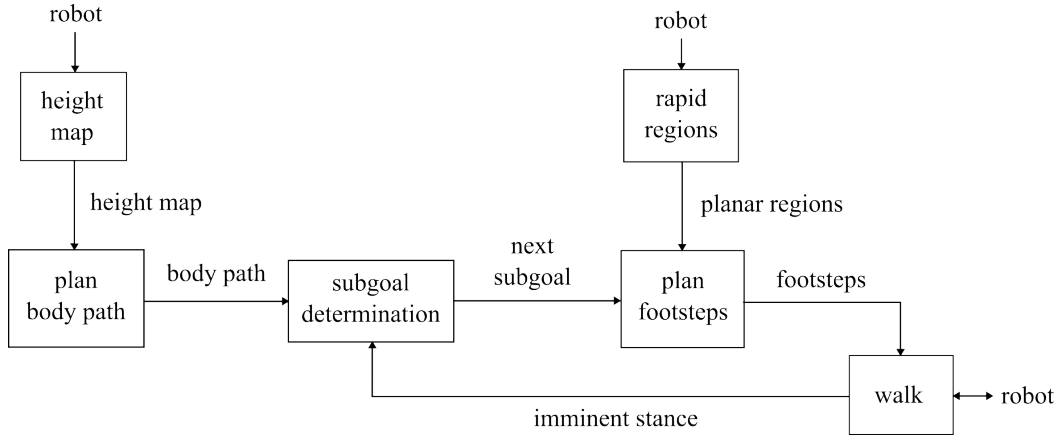 robot
height
map
height map
plan
body path
body path
subgoal
determination
next
subgoal
robot
rapid
regions
planar regions
plan
footsteps
footsteps
walk
robot
imminent stance